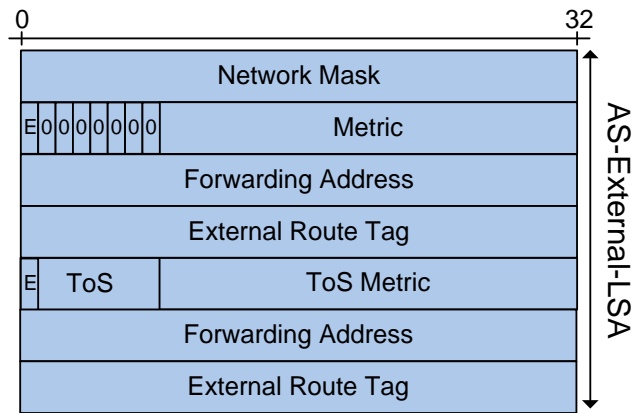 0 32
Network Mask
E 0 0 0 0 0 0 0 Metric
Forwarding Address
External Route Tag
E ToS ToS Metric
Forwarding Address
External Route Tag
AS-External-LSA